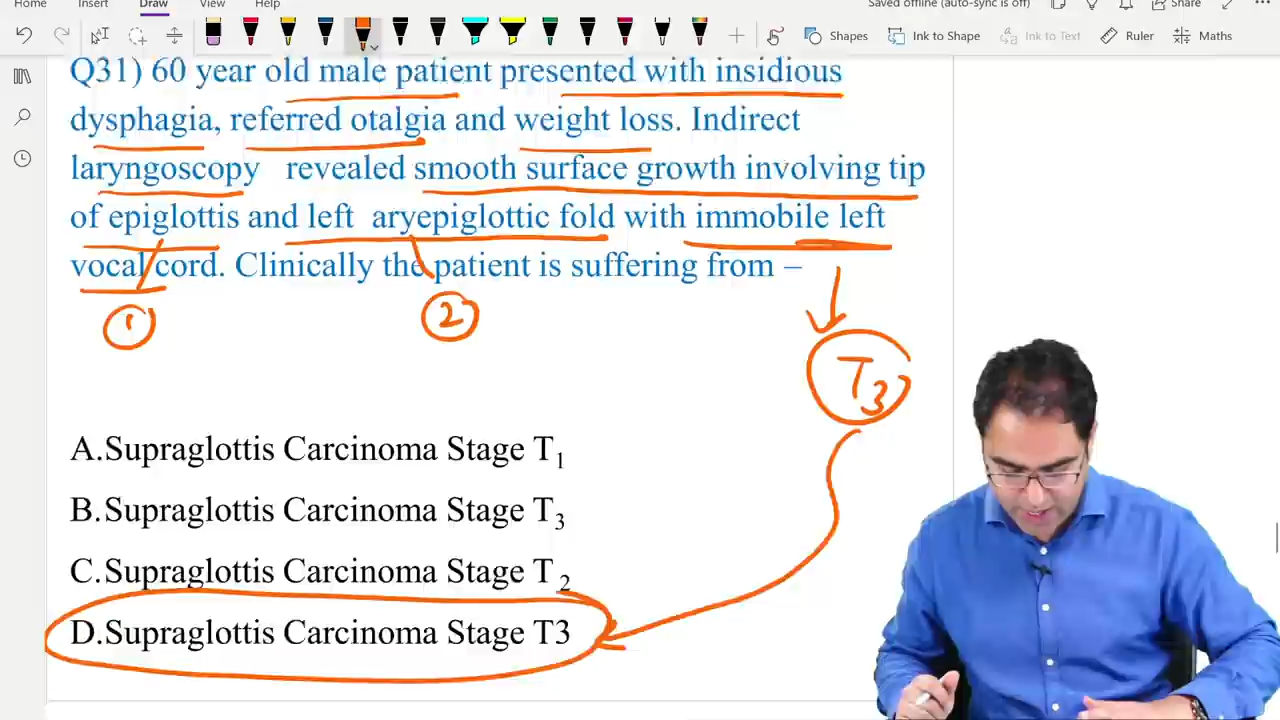 Home Insert Draw View Help Saved offline (auto-sync is off) Share
Shapes Ink to Shape Ink to Text Ruler Maths
Q31) 60 year old male patient presented with insidious
dysphagia, referred otalgia and weight loss. Indirect
laryngoscopy revealed smooth surface growth involving tip
of epiglottis and left aryepiglottic fold with immobile left
vocal cord. Clinically the patient is suffering from –
1 2
T3
A.Supraglottis Carcinoma Stage T1
B.Supraglottis Carcinoma Stage T3
C.Supraglottis Carcinoma Stage T 2
D.Supraglottis Carcinoma Stage T3